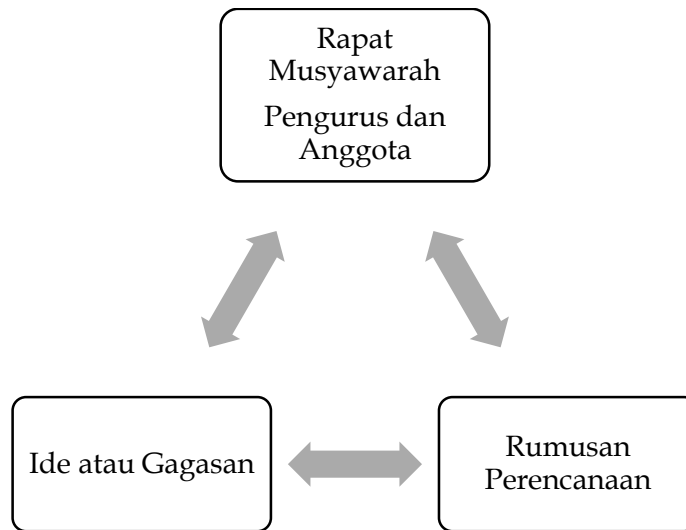 Rapat
Musyawarah
Pengurus dan
Anggota
Ide atau Gagasan
Rumusan
Perencanaan